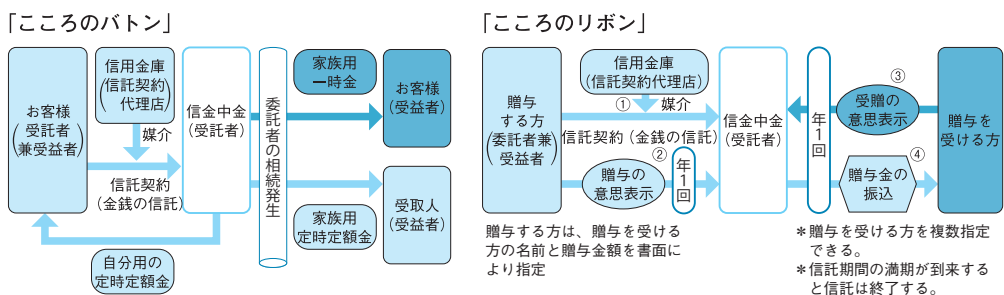 「こころのバトン」
お客様
（受託者
兼受益者）
信用金庫
（信託契約
代理店）
媒介
信託契約
（金銭の信託）
自分用の
定時定額金
信金中金
（受託者）
委託者の相続発生
家族用
一時金
お客様
（受益者）
家族用
定時定額金
受取人
（受益者）
「こころのリボン」
贈与
する方
（委託者兼
受益者）
信用金庫
（信託契約代理店）
①
媒介
信託契約（金銭の信託）
②
贈与の
意思表示
年1回
信金中金
（受託者）
年1回
③
受贈の
意思表示
④
贈与金の
振込
贈与を
受ける方
贈与する方は、贈与を受ける
方の名前と贈与金額を書面に
より指定
＊贈与を受ける方を複数指定
できる。
＊信託期間の満期が到来する
と信託は終了する。